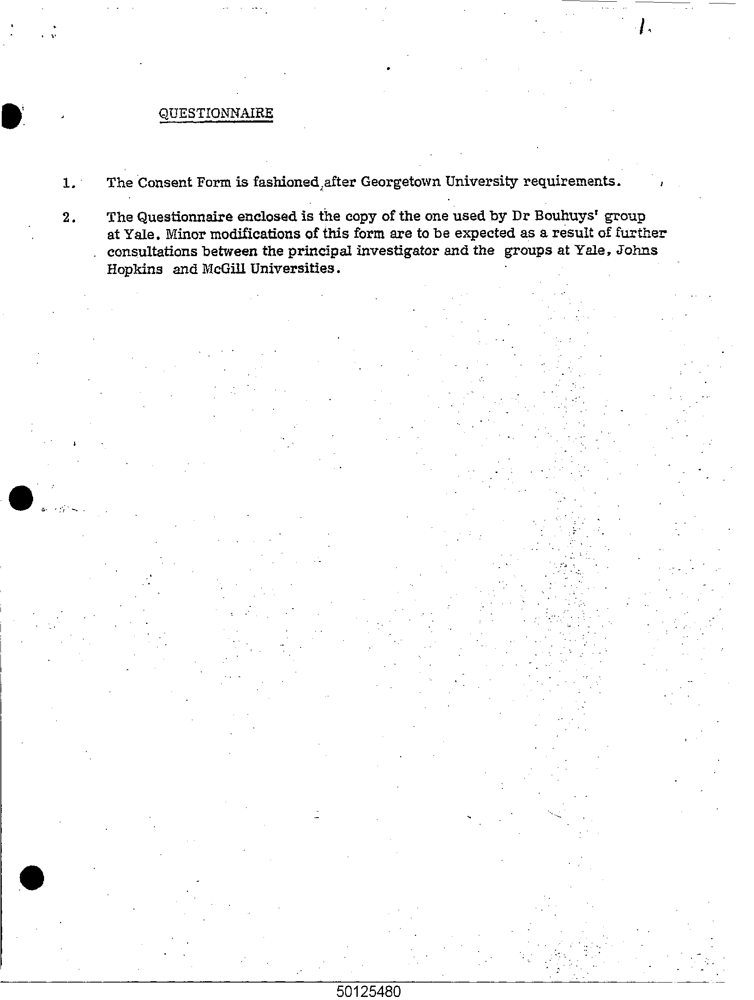 1.
QUESTIONNAIRE
1. The Consent Form is fashioned after Georgetown University requirements.
2. The Questionnaire enclosed is the copy of the one used by Dr Bouhuys' group
at Yale. Minor modifications of this form are to be expected as a result of further
consultations between the principal investigator and the groups at Yale, Johns
Hopkins and McGill Universities.
50125480